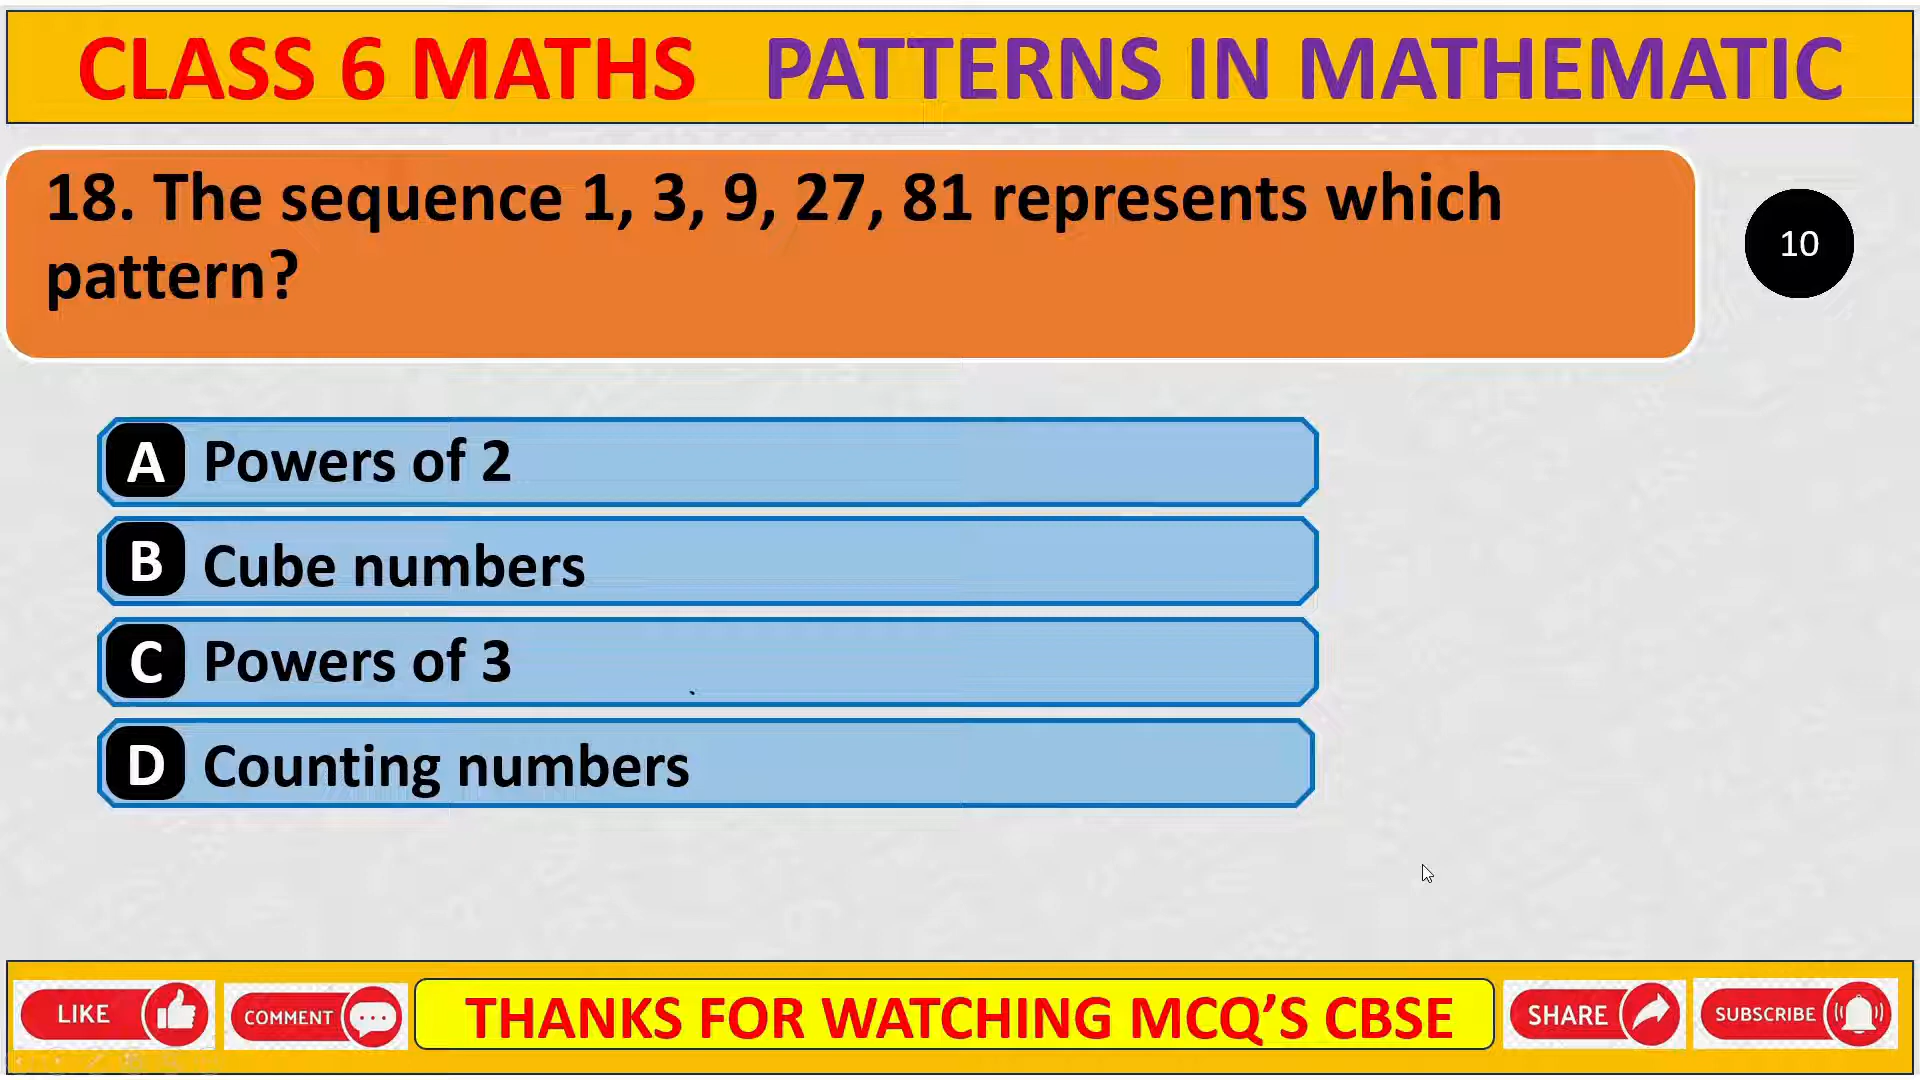 CLASS 6 MATHS PATTERNS IN MATHEMATIC
18. The sequence 1, 3, 9, 27, 81 represents which
pattern?
10
A Powers of 2
B Cube numbers
C Powers of 3
D Counting numbers
LIKE
COMMENT
THANKS FOR WATCHING MCQ’S CBSE
SHARE
SUBSCRIBE